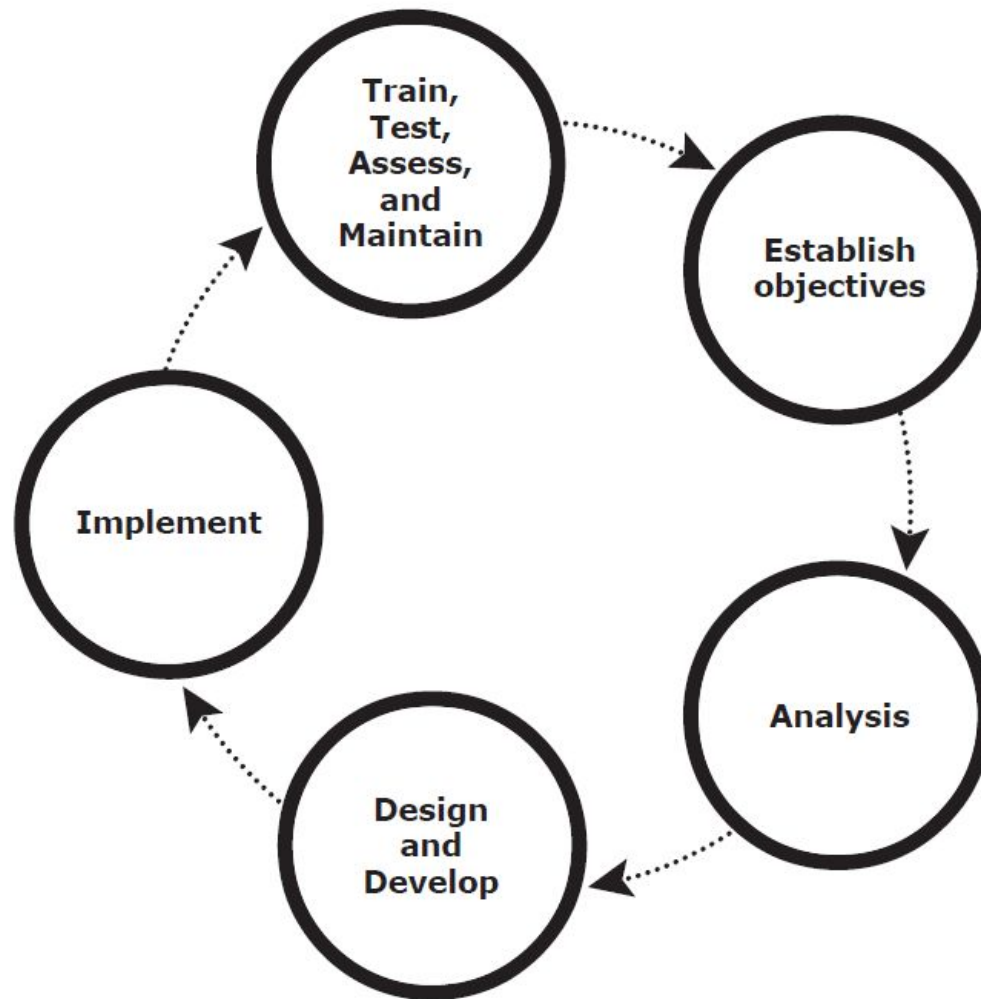 Train,
Test,
Assess,
and
Maintain
Establish
objectives
Analysis
Design
and
Develop
Implement